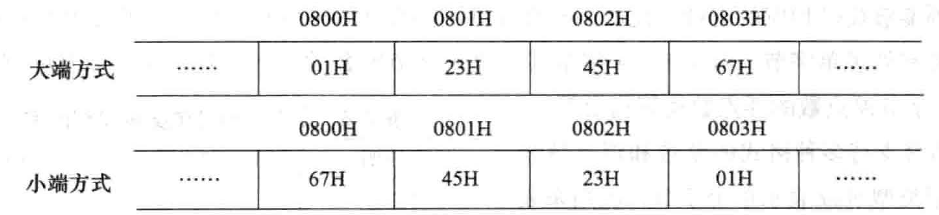 0800H 0801H 0802H 0803H
大端方式 …… 01H 23H 45H 67H ……
0800H 0801H 0802H 0803H
小端方式 …… 67H 45H 23H 01H ……